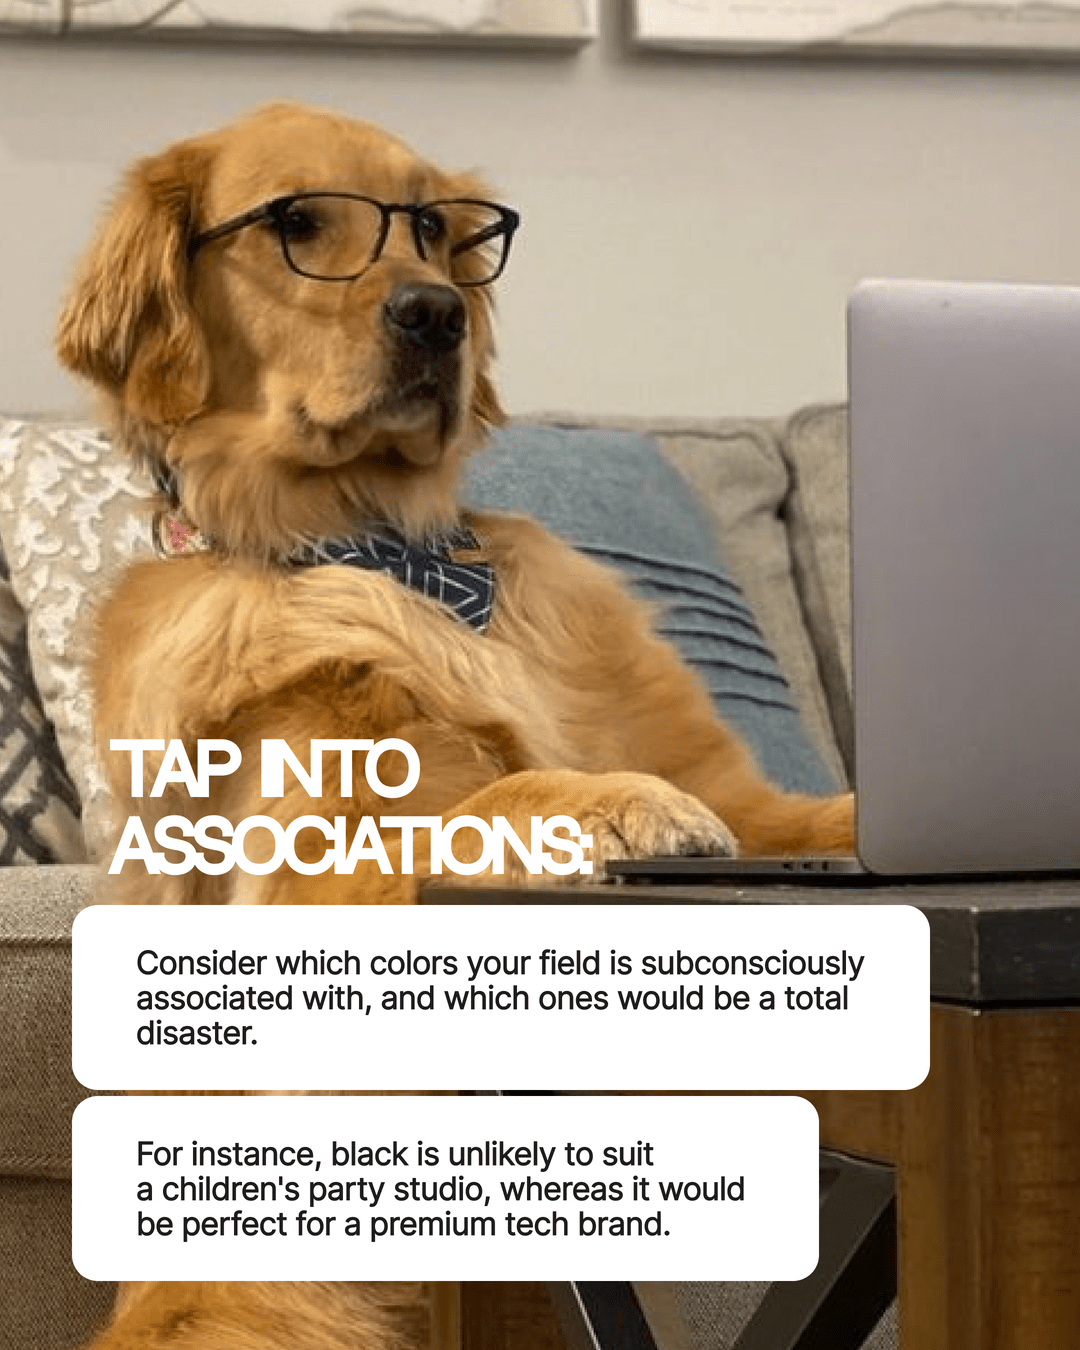 TAP INTO
ASSOCIATIONS:
Consider which colors your field is subconsciously
associated with, and which ones would be a total
disaster.
For instance, black is unlikely to suit
a children's party studio, whereas it would
be perfect for a premium tech brand.